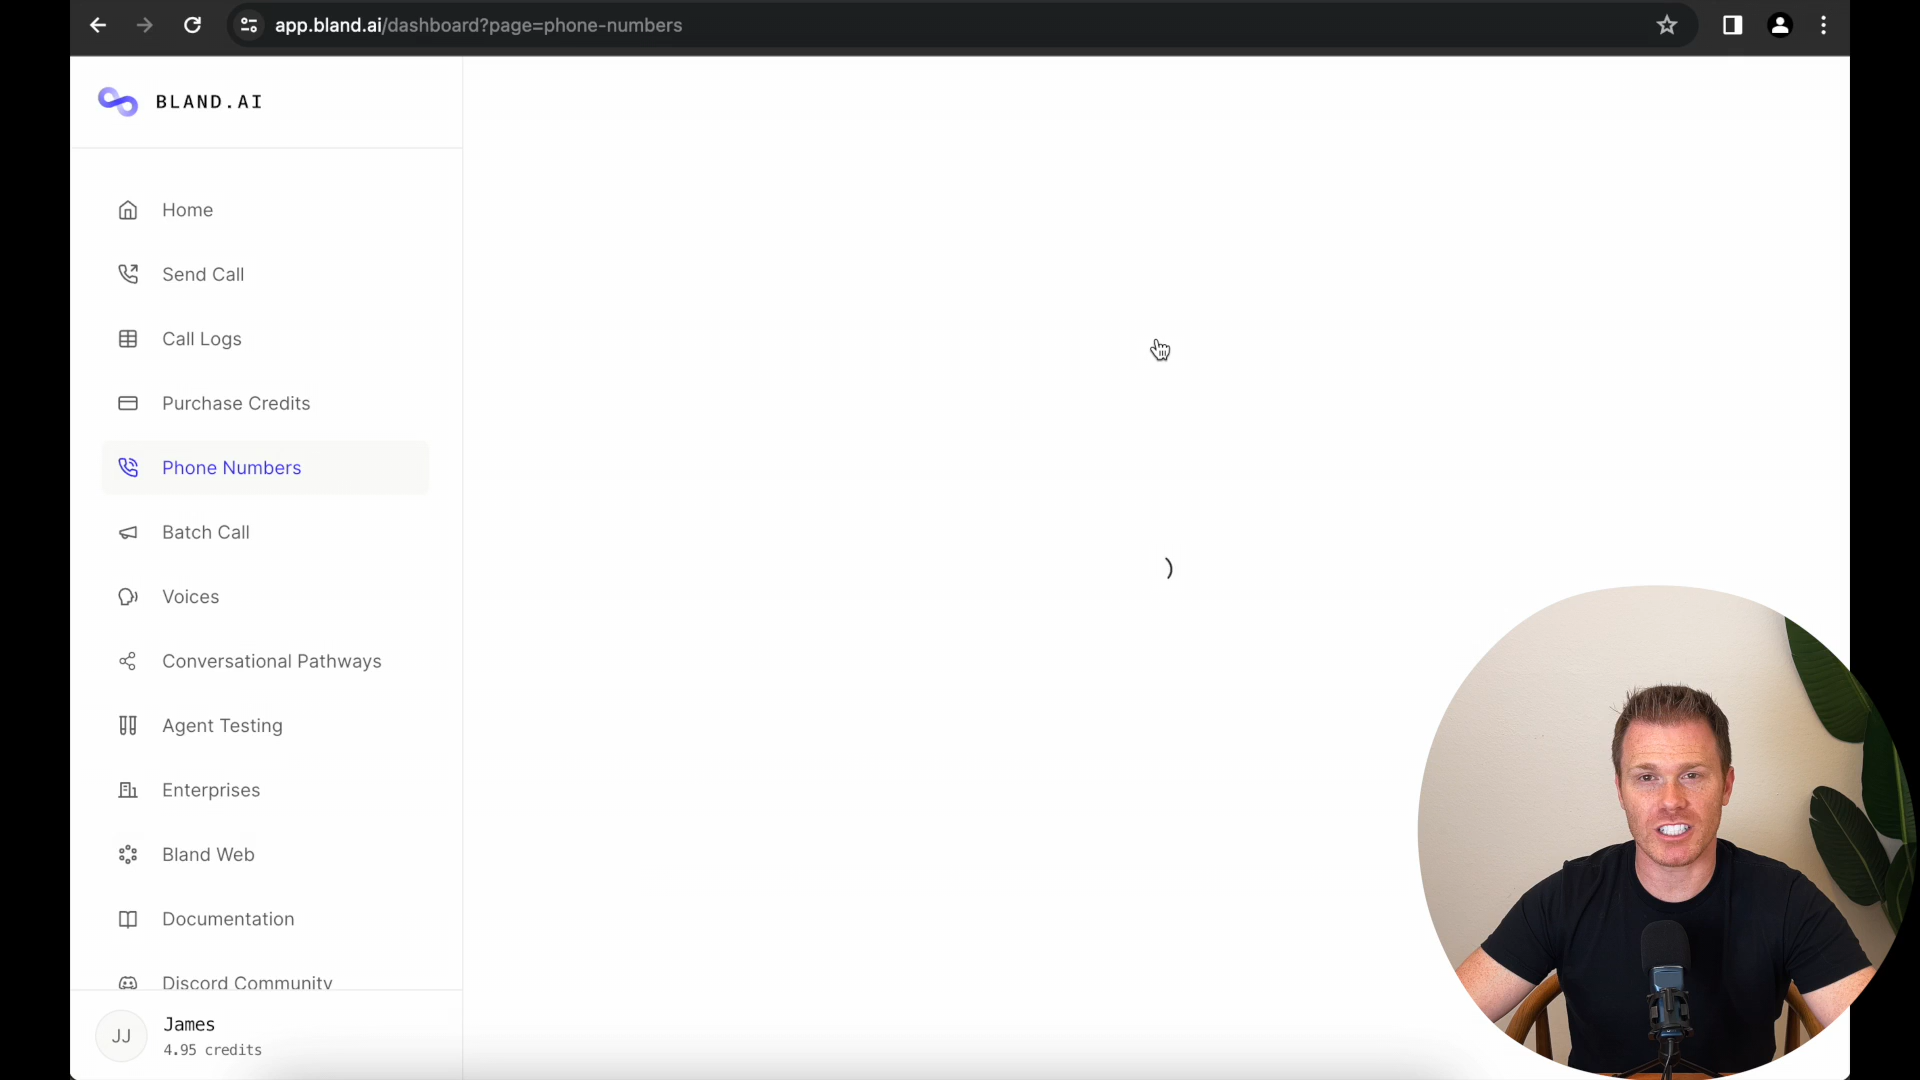 app.bland.ai/dashboard?page=phone-numbers
BLAND.AI
Home
Send Call
Call Logs
Purchase Credits
Phone Numbers
Batch Call
Voices
Conversational Pathways
Agent Testing
Enterprises
Bland Web
Documentation
Discord Community
JJ
James
4.95 credits